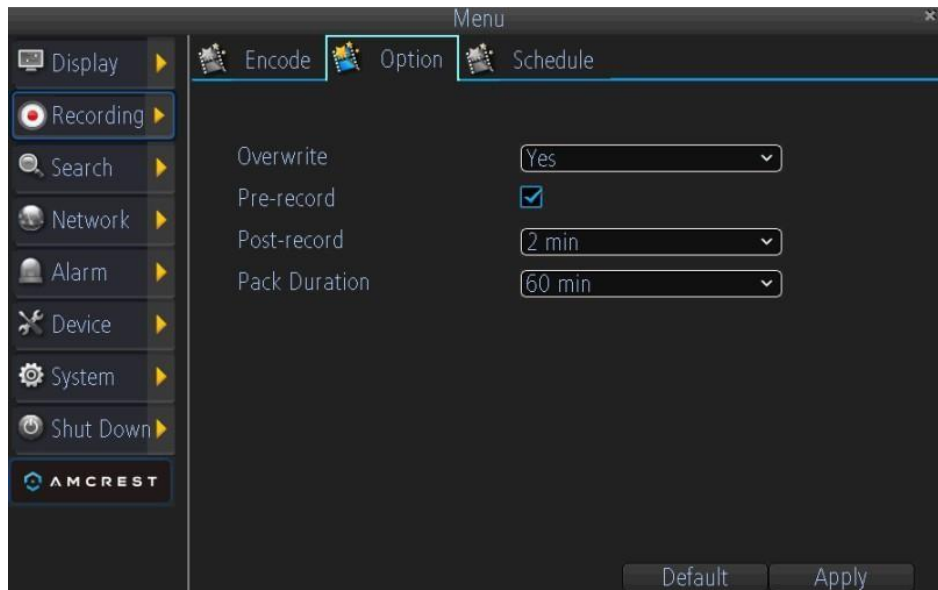 Menu
Display
Recording
Search
Network
Alarm
Device
System
Shut Down
AMCREST
Encode Option Schedule
Overwrite Yes
Pre-record
Post-record 2 min
Pack Duration 60 min
Default Apply